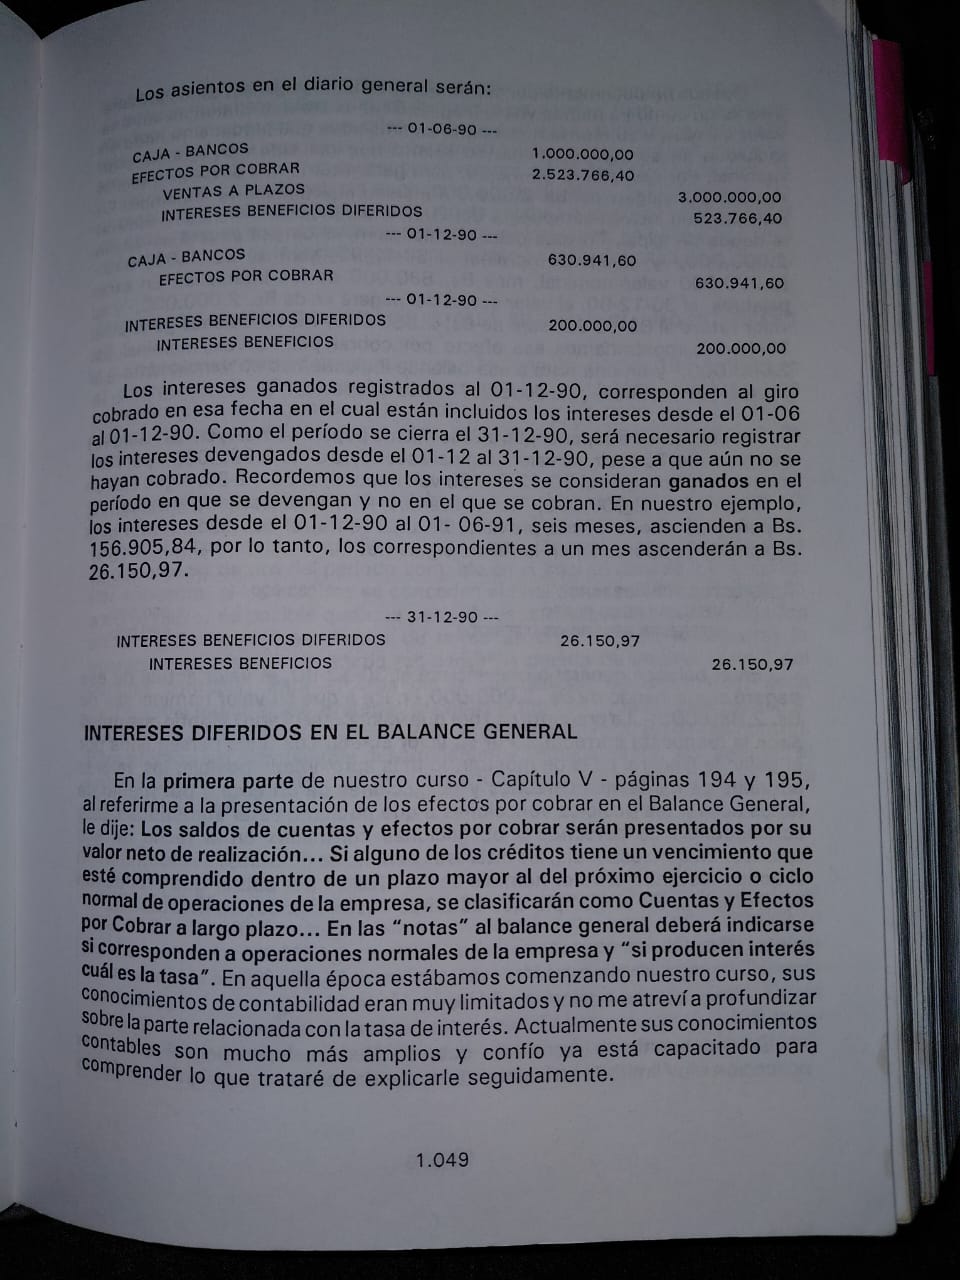 Los asientos en el diario general serán:
--- 01-06-90 ---
CAJA - BANCOS 1.000.000,00
EFECTOS POR COBRAR 2.523.766,40
VENTAS A PLAZOS 3.000.000,00
INTERESES BENEFICIOS DIFERIDOS 523.766,40
--- 01-12-90 ---
CAJA - BANCOS 630.941,60
EFECTOS POR COBRAR 630.941,60
--- 01-12-90 ---
INTERESES BENEFICIOS DIFERIDOS 200.000,00
INTERESES BENEFICIOS 200.000,00
Los intereses ganados registrados al 01-12-90, corresponden al giro
cobrado en esa fecha en el cual están incluidos los intereses desde el 01-06
al 01-12-90. Como el período se cierra el 31-12-90, será necesario registrar
los intereses devengados desde el 01-12 al 31-12-90, pese a que aún no se
hayan cobrado. Recordemos que los intereses se consideran ganados en el
período en que se devengan y no en el que se cobran. En nuestro ejemplo,
los intereses desde el 01-12-90 al 01- 06-91, seis meses, ascienden a Bs.
156.905,84, por lo tanto, los correspondientes a un mes ascenderán a Bs.
26.150,97.
--- 31-12-90 ---
INTERESES BENEFICIOS DIFERIDOS 26.150,97
INTERESES BENEFICIOS 26.150,97
INTERESES DIFERIDOS EN EL BALANCE GENERAL
En la primera parte de nuestro curso - Capítulo V - páginas 194 y 195,
al referirme a la presentación de los efectos por cobrar en el Balance General,
le dije: Los saldos de cuentas y efectos por cobrar serán presentados por su
valor neto de realización... Si alguno de los créditos tiene un vencimiento que
esté comprendido dentro de un plazo mayor al del próximo ejercicio o ciclo
normal de operaciones de la empresa, se clasificarán como Cuentas y Efectos
por Cobrar a largo plazo... En las “notas” al balance general deberá indicarse
si corresponden a operaciones normales de la empresa y “si producen interés
cuál es la tasa”. En aquella época estábamos comenzando nuestro curso, sus
conocimientos de contabilidad eran muy limitados y no me atreví a profundizar
sobre la parte relacionada con la tasa de interés. Actualmente sus conocimientos
contables son mucho más amplios y confío ya está capacitado para
comprender lo que trataré de explicarle seguidamente.
1.049